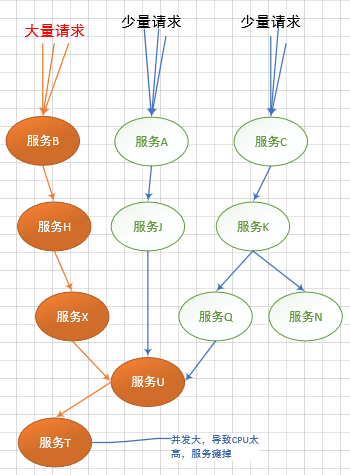 大量请求
少量请求
少量请求
服务B
服务A
服务C
服务H
服务J
服务K
服务X
服务Q
服务N
服务U
服务T
并发大，导致CPU太
高，服务瘫掉